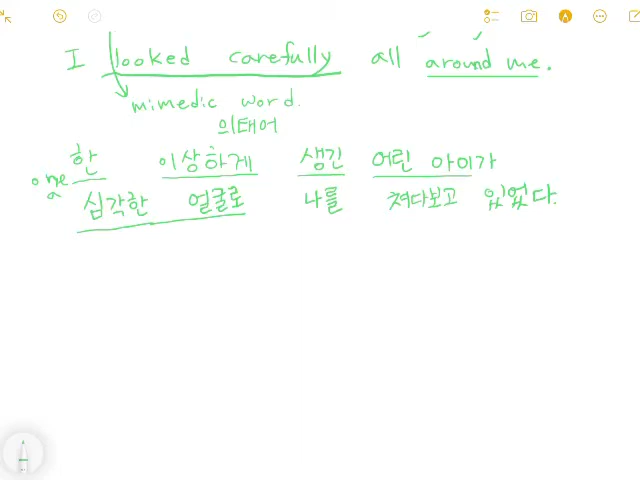 I looked carefully all around me.
mimedic word.
의태어
한 이상하게 생긴 어린 아이가
one
a
심각한 얼굴로 나를 쳐다보고 있었다.